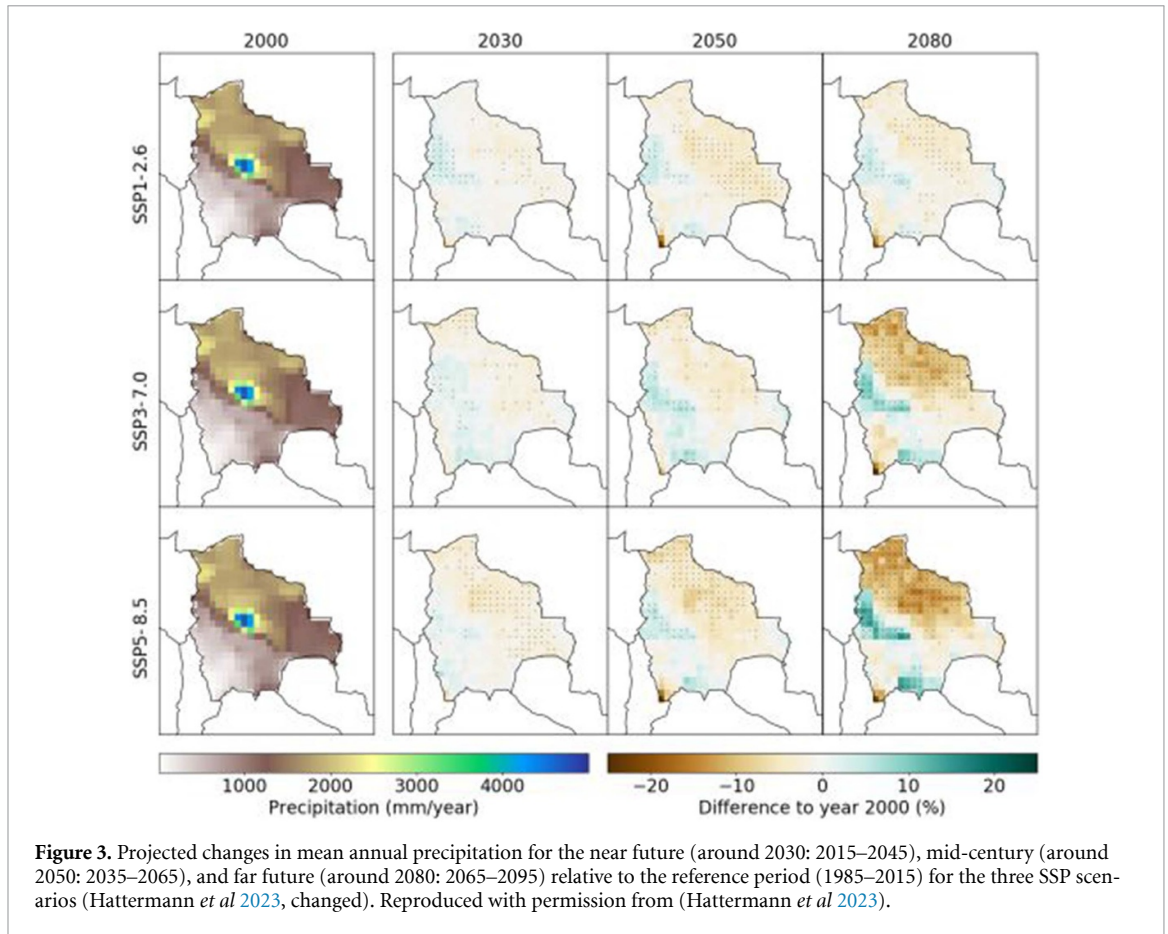 2000 2030 2050 2080
SSP1-2.6
SSP3-7.0
SSP5-8.5
1000 2000 3000 4000
Precipitation (mm/year)
−20 −10 0 10 20
Difference to year 2000 (%)
Figure 3. Projected changes in mean annual precipitation for the near future (around 2030: 2015–2045), mid-century (around
2050: 2035–2065), and far future (around 2080: 2065–2095) relative to the reference period (1985–2015) for the three SSP scen-
arios (Hattermann et al 2023, changed). Reproduced with permission from (Hattermann et al 2023).